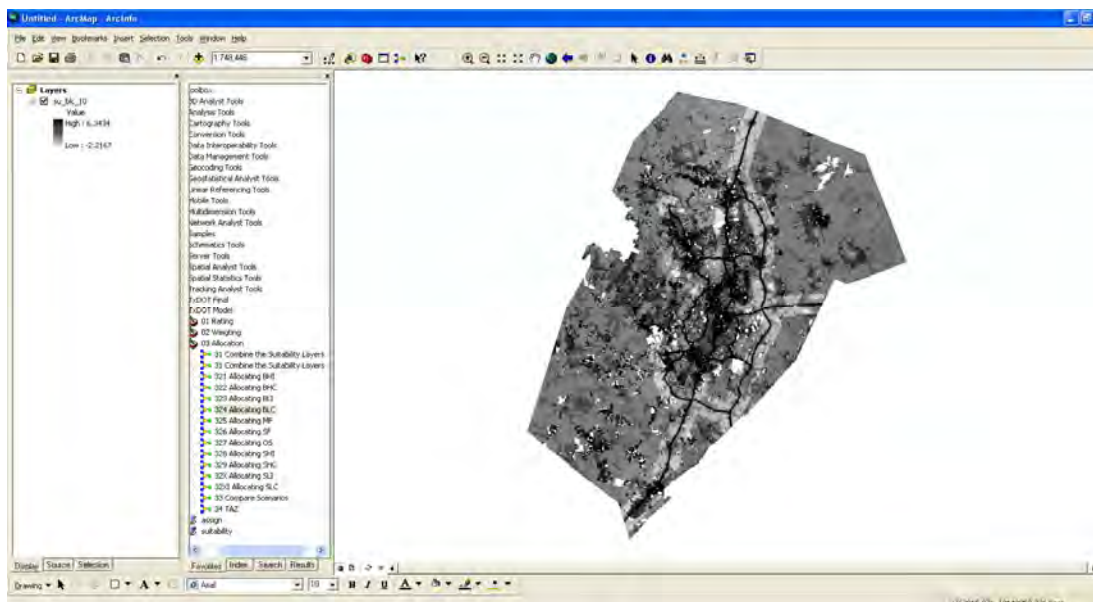 Untitled - ArcMap - ArcInfo
File Edit View Bookmarks Insert Selection Tools Window Help
Layers
su_blc_10
Value
High : 6.3434
Low : -2.2167
3D Analyst Tools
Analysis Tools
Cartography Tools
Conversion Tools
Data Interoperability Tools
Data Management Tools
Geocoding Tools
Geostatistical Analyst Tools
Linear Referencing Tools
Mobile Tools
Multidimension Tools
Network Analyst Tools
Samples
Schematics Tools
Server Tools
Spatial Analyst Tools
Spatial Statistics Tools
Tracking Analyst Tools
TxDOT Final
TxDOT Model
01 Rating
02 Weigting
03 Allocation
31 Combine the Suitability Layers
31 Combine the Suitability Layers
321 Allocating BHI
322 Allocating BHC
323 Allocating BLI
324 Allocating BLC
325 Allocating MF
326 Allocating SF
327 Allocating OS
328 Allocating SHI
329 Allocating SHC
32X Allocating SLI
32XI Allocating SLC
33 Compare Scenarios
34 TAZ
assign
suitability
Display Source Selection
Favorites Index Search Results
Drawing A Arial 10 B I U A